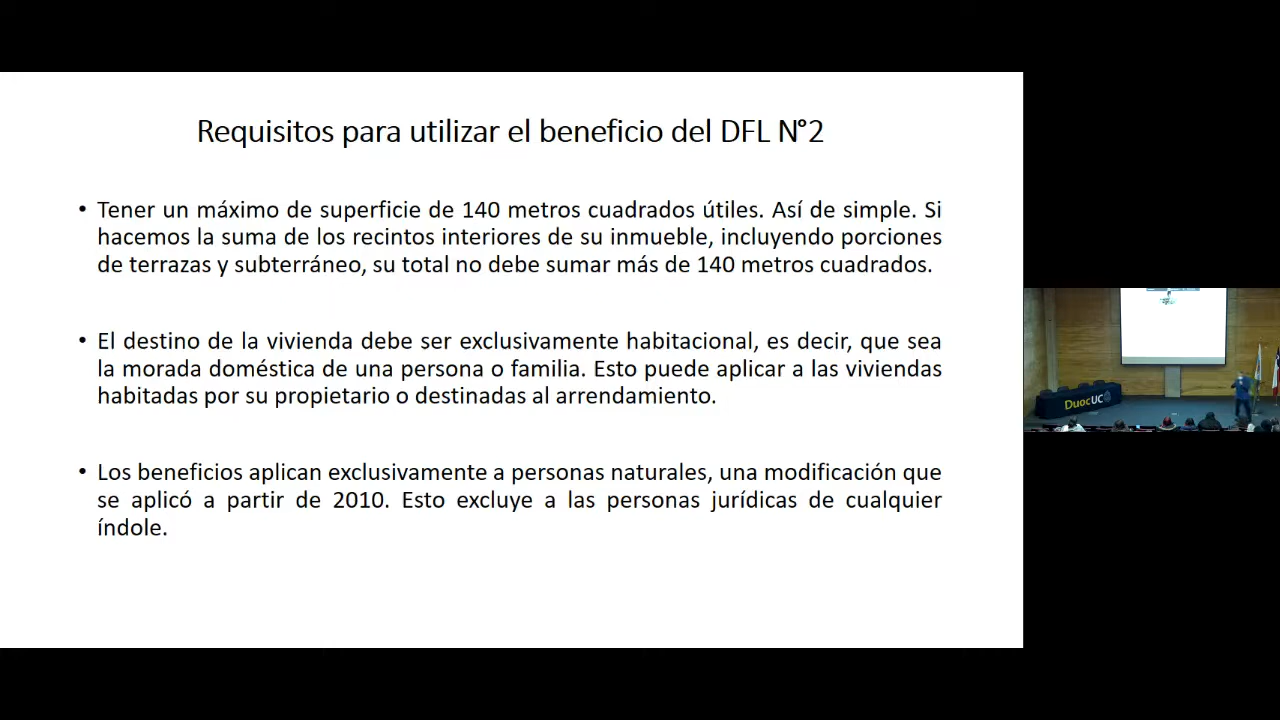 Requisitos para utilizar el beneficio del DFL N°2
• Tener un máximo de superficie de 140 metros cuadrados útiles. Así de simple. Si
hacemos la suma de los recintos interiores de su inmueble, incluyendo porciones
de terrazas y subterráneo, su total no debe sumar más de 140 metros cuadrados.
• El destino de la vivienda debe ser exclusivamente habitacional, es decir, que sea
la morada doméstica de una persona o familia. Esto puede aplicar a las viviendas
habitadas por su propietario o destinadas al arrendamiento.
• Los beneficios aplican exclusivamente a personas naturales, una modificación que
se aplicó a partir de 2010. Esto excluye a las personas jurídicas de cualquier
índole.
DuocUC